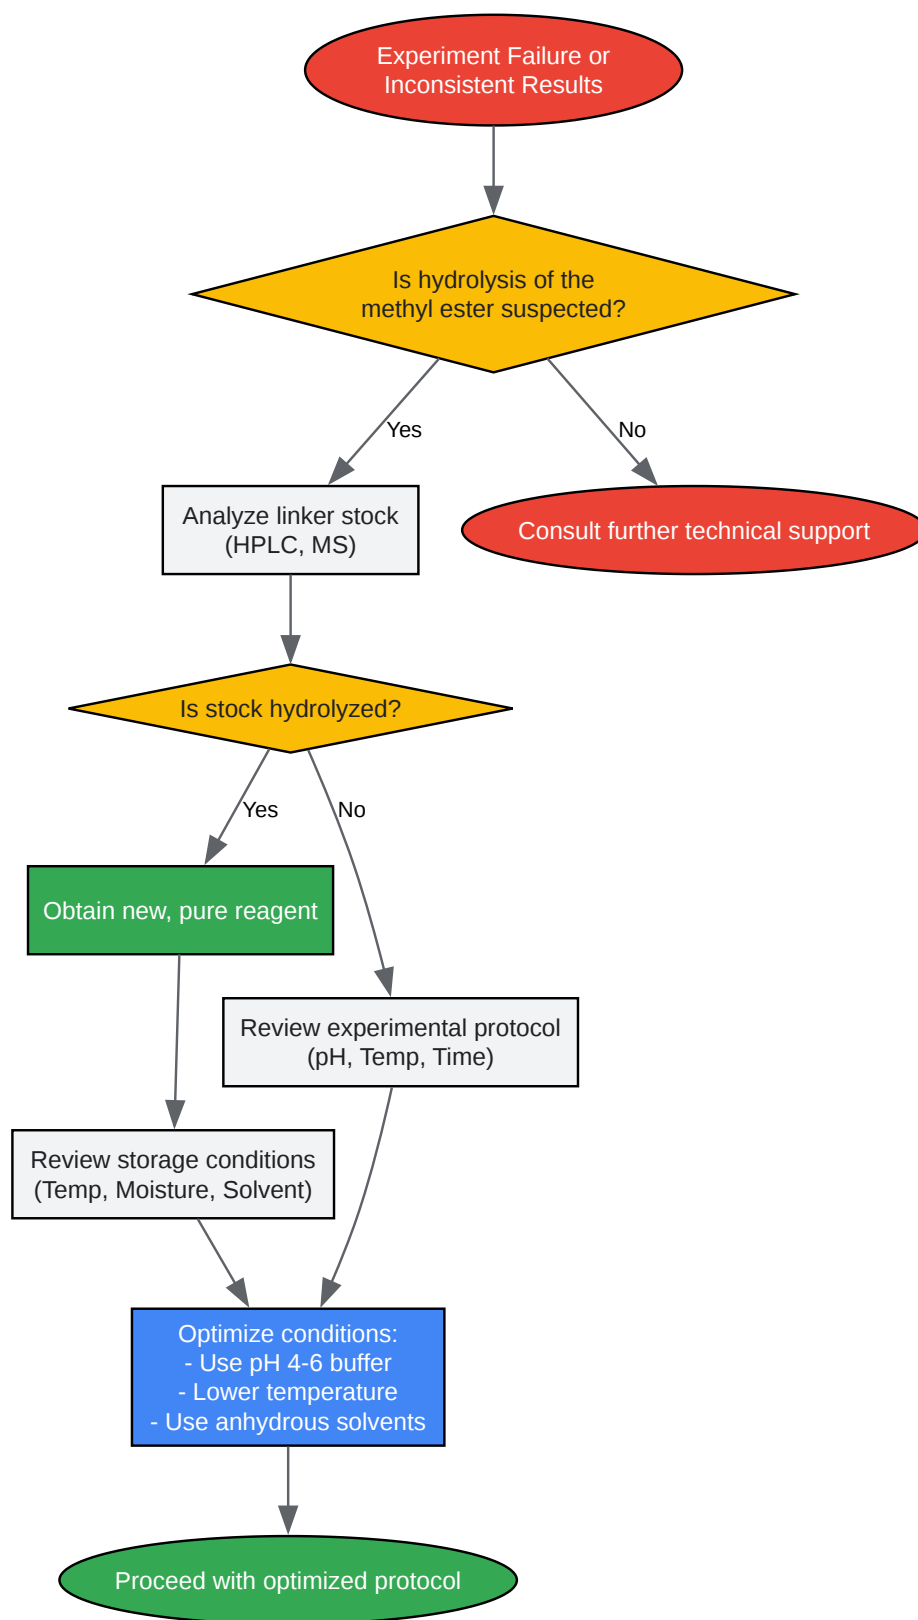 Experiment Failure or
Inconsistent Results
Is hydrolysis of the
methyl ester suspected?
Yes
No
Analyze linker stock
(HPLC, MS)
Consult further technical support
Is stock hydrolyzed?
Yes
No
Obtain new, pure reagent
Review experimental protocol
(pH, Temp, Time)
Review storage conditions
(Temp, Moisture, Solvent)
Optimize conditions:
- Use pH 4-6 buffer
- Lower temperature
- Use anhydrous solvents
Proceed with optimized protocol